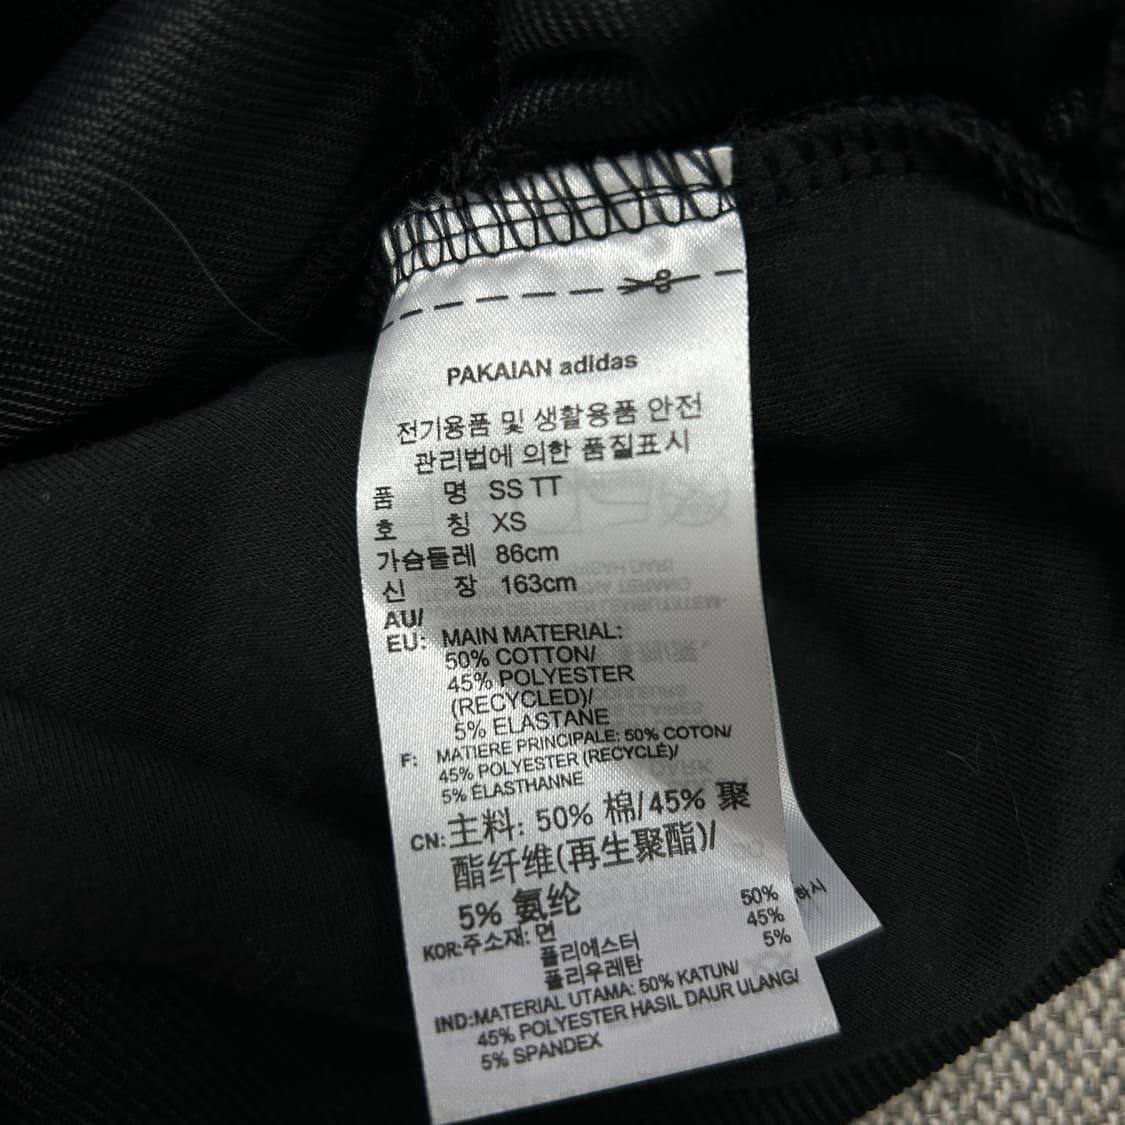 PAKAIAN adidas
전기용품 및 생활용품 안전
관리법에 의한 품질표시
품 명 SS TT
호 칭 XS
가슴둘레 86cm
신 장 163cm
AU/
EU: MAIN MATERIAL:
50% COTTON/
45% POLYESTER
(RECYCLED)/
5% ELASTANE
F: MATIERE PRINCIPALE: 50% COTON/
45% POLYESTER (RECYCLÉ)/
5% ÉLASTHANNE
CN: 主料: 50% 棉/45% 聚
酯纤维(再生聚酯)/
5% 氨纶
KOR:주소재: 면 50%
폴리에스터 45%
폴리우레탄 5%
IND:MATERIAL UTAMA: 50% KATUN/
45% POLYESTER HASIL DAUR ULANG/
5% SPANDEX
하시